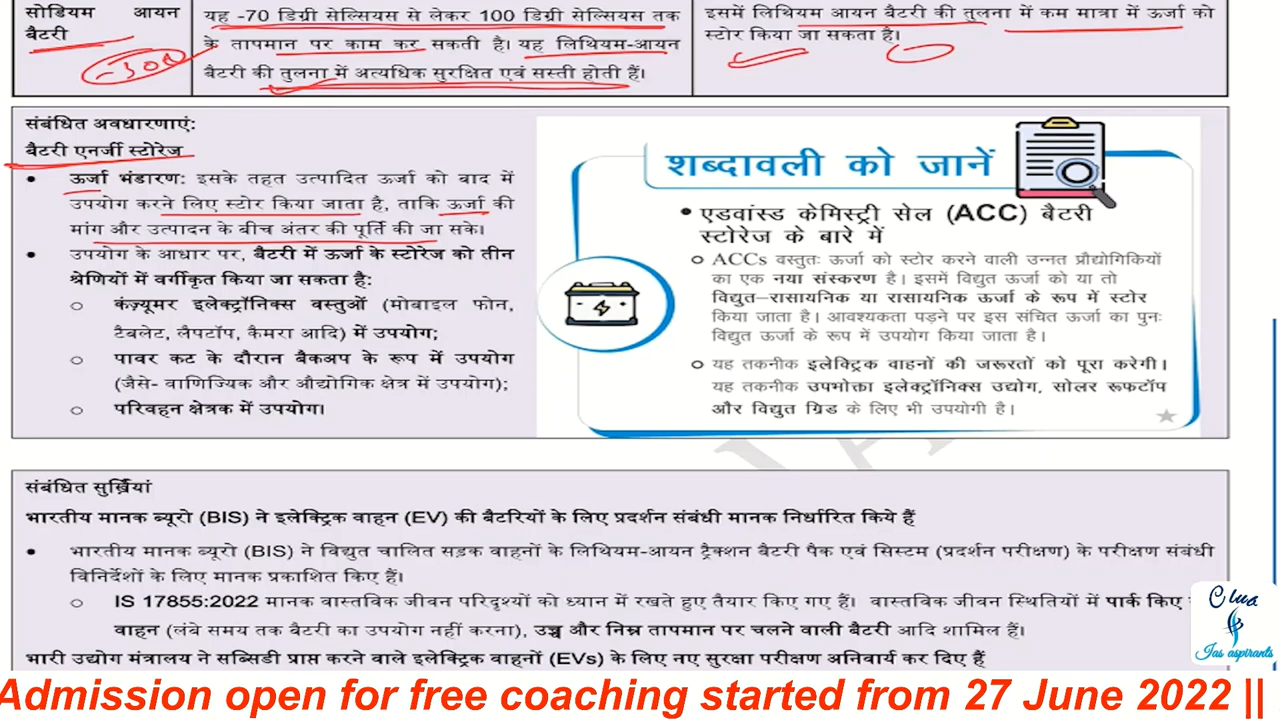 सोडियम आयन
बैटरी
-300
यह -70 डिग्री सेल्सियस से लेकर 100 डिग्री सेल्सियस तक
के तापमान पर काम कर सकती है। यह लिथियम-आयन
बैटरी की तुलना में अत्यधिक सुरक्षित एवं सस्ती होती हैं।
इसमें लिथियम आयन बैटरी की तुलना में कम मात्रा में ऊर्जा को
स्टोर किया जा सकता है।
संबंधित अवधारणाएं:
बैटरी एनर्जी स्टोरेज
• ऊर्जा भंडारण: इसके तहत उत्पादित ऊर्जा को बाद में
उपयोग करने लिए स्टोर किया जाता है, ताकि ऊर्जा की
मांग और उत्पादन के बीच अंतर की पूर्ति की जा सके।
• उपयोग के आधार पर, बैटरी में ऊर्जा के स्टोरेज को तीन
श्रेणियों में वर्गीकृत किया जा सकता है:
○ कंज़्यूमर इलेक्ट्रॉनिक्स वस्तुओं (मोबाइल फोन,
टैबलेट, लैपटॉप, कैमरा आदि) में उपयोग;
○ पावर कट के दौरान बैकअप के रूप में उपयोग
(जैसे- वाणिज्यिक और औद्योगिक क्षेत्र में उपयोग);
○ परिवहन क्षेत्रक में उपयोग।
शब्दावली को जानें
• एडवांस्ड केमिस्ट्री सेल (ACC) बैटरी
स्टोरेज के बारे में
○ ACCs वस्तुतः ऊर्जा को स्टोर करने वाली उन्नत प्रौद्योगिकियों
का एक नया संस्करण है। इसमें विद्युत ऊर्जा को या तो
विद्युत–रासायनिक या रासायनिक ऊर्जा के रूप में स्टोर
किया जाता है। आवश्यकता पड़ने पर इस संचित ऊर्जा का पुनः
विद्युत ऊर्जा के रूप में उपयोग किया जाता है।
○ यह तकनीक इलेक्ट्रिक वाहनों की जरूरतों को पूरा करेगी।
यह तकनीक उपभोक्ता इलेक्ट्रॉनिक्स उद्योग, सोलर रूफटॉप
और विद्युत ग्रिड के लिए भी उपयोगी है।
संबंधित सुर्ख़ियां
भारतीय मानक ब्यूरो (BIS) ने इलेक्ट्रिक वाहन (EV) की बैटरियों के लिए प्रदर्शन संबंधी मानक निर्धारित किये हैं
• भारतीय मानक ब्यूरो (BIS) ने विद्युत चालित सड़क वाहनों के लिथियम-आयन ट्रैक्शन बैटरी पैक एवं सिस्टम (प्रदर्शन परीक्षण) के परीक्षण संबंधी
विनिर्देशों के लिए मानक प्रकाशित किए हैं।
○ IS 17855:2022 मानक वास्तविक जीवन परिदृश्यों को ध्यान में रखते हुए तैयार किए गए हैं। वास्तविक जीवन स्थितियों में पार्क किए
वाहन (लंबे समय तक बैटरी का उपयोग नहीं करना), उच्च और निम्न तापमान पर चलने वाली बैटरी आदि शामिल हैं।
भारी उद्योग मंत्रालय ने सब्सिडी प्राप्त करने वाले इलेक्ट्रिक वाहनों (EVs) के लिए नए सुरक्षा परीक्षण अनिवार्य कर दिए हैं
Jas aspirants
Admission open for free coaching started from 27 June 2022 ||